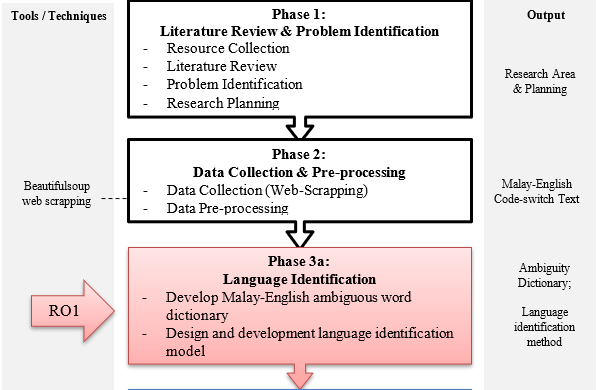 Tools / Techniques
Output
Phase 1:
Literature Review & Problem Identification
- Resource Collection
- Literature Review
- Problem Identification
- Research Planning
Research Area
& Planning
Phase 2:
Data Collection & Pre-processing
- Data Collection (Web-Scrapping)
- Data Pre-processing
Beautifulsoup
web scrapping
Malay-English
Code-switch Text
Phase 3a:
Language Identification
- Develop Malay-English ambiguous word
dictionary
- Design and development language identification
model
RO1
Ambiguity
Dictionary;
Language
identification
method